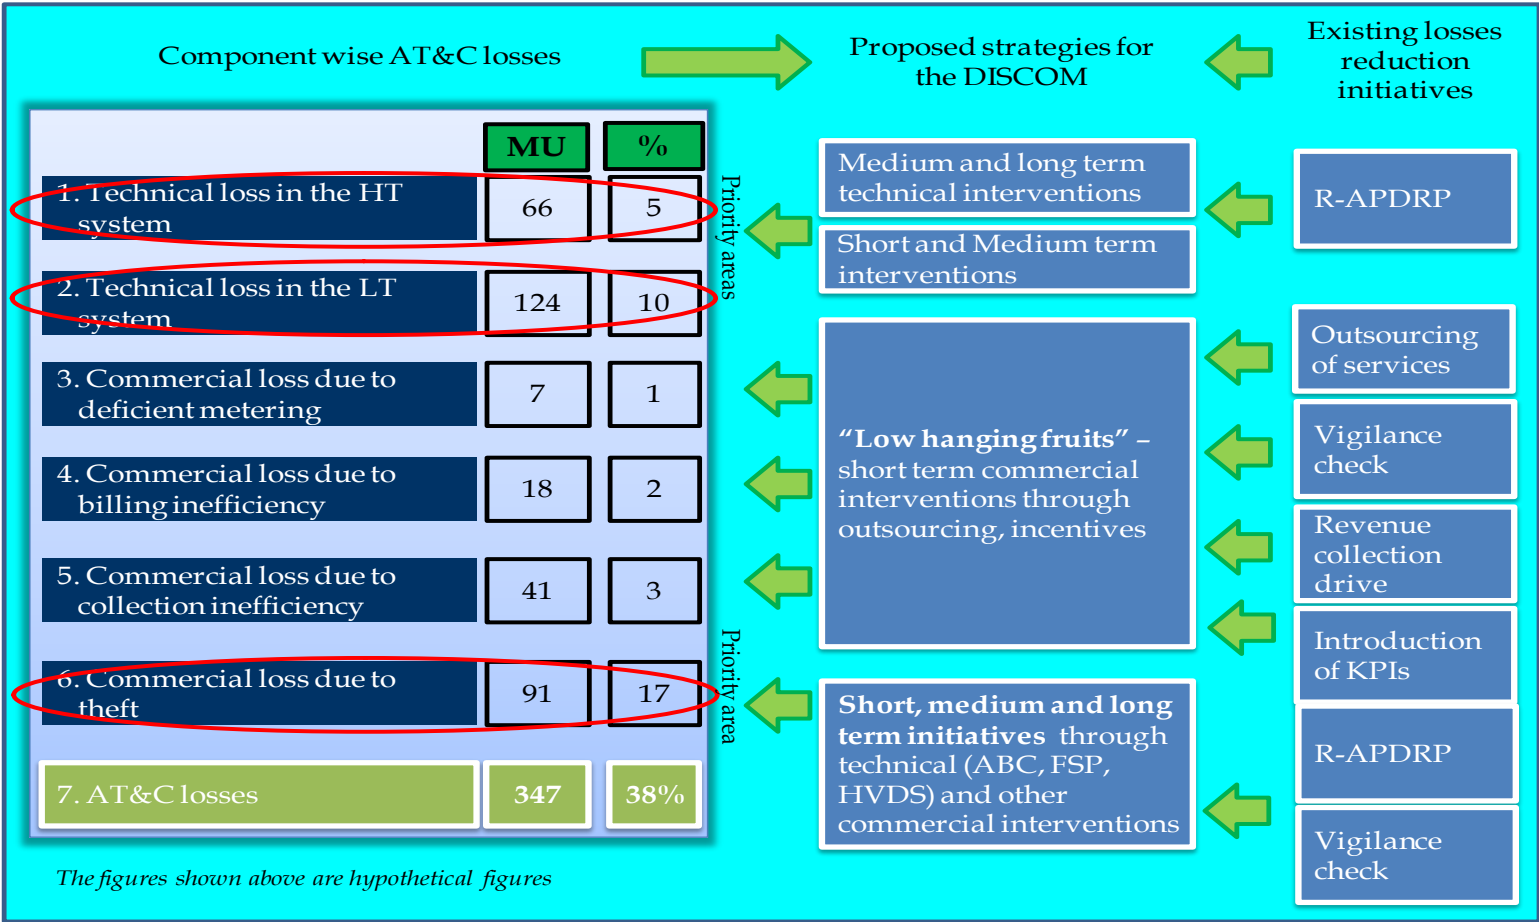 Component wise AT&C losses
Proposed strategies for
the DISCOM
Existing losses
reduction
initiatives
MU
%
1. Technical loss in the HT
system
66
5
2. Technical loss in the LT
system
124
10
3. Commercial loss due to
deficient metering
7
1
4. Commercial loss due to
billing inefficiency
18
2
5. Commercial loss due to
collection inefficiency
41
3
6. Commercial loss due to
theft
91
17
7. AT&C losses
347
38%
Priority areas
Priority area
Medium and long term
technical interventions
Short and Medium term
interventions
“Low hanging fruits” –
short term commercial
interventions through
outsourcing, incentives
Short, medium and long
term initiatives through
technical (ABC, FSP,
HVDS) and other
commercial interventions
R-APDRP
Outsourcing
of services
Vigilance
check
Revenue
collection
drive
Introduction
of KPIs
R-APDRP
Vigilance
check
The figures shown above are hypothetical figures